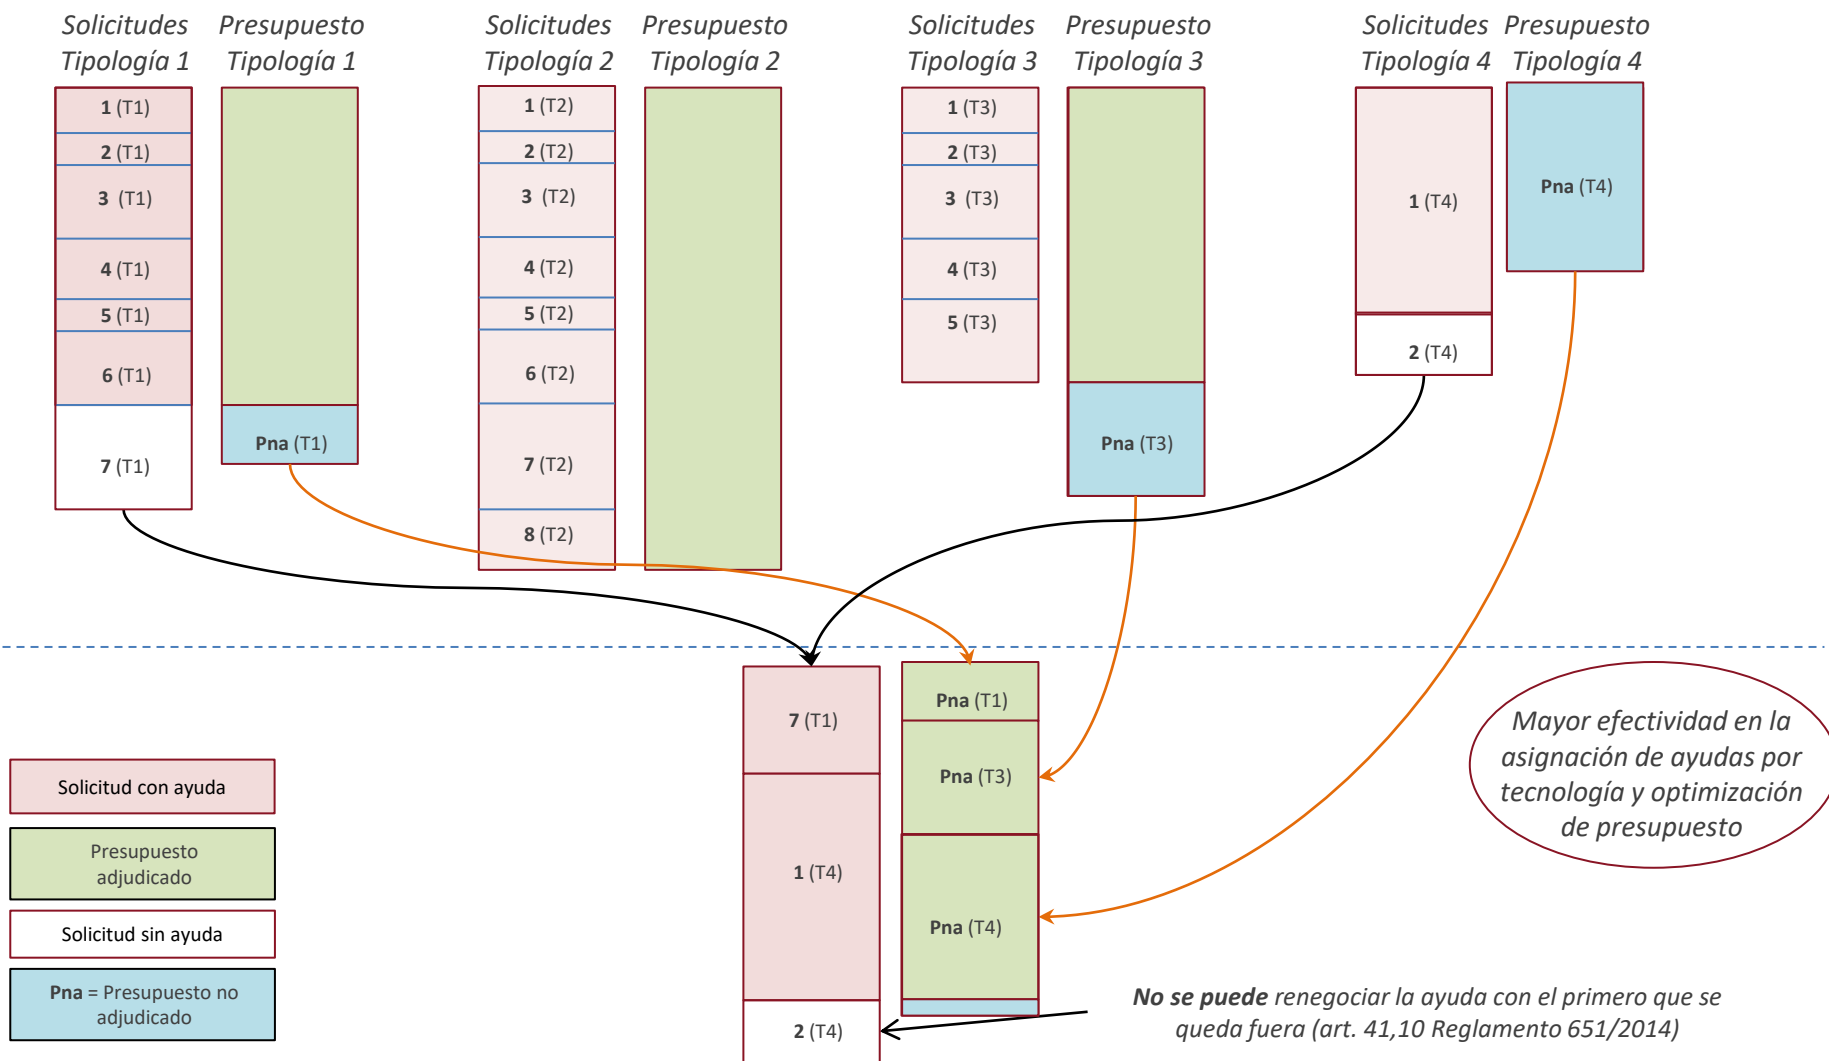 Solicitudes
Tipología 1
Presupuesto
Tipología 1
Solicitudes
Tipología 2
Presupuesto
Tipología 2
Solicitudes
Tipología 3
Presupuesto
Tipología 3
Solicitudes
Tipología 4
Presupuesto
Tipología 4
1 (T1)
2 (T1)
3 (T1)
4 (T1)
5 (T1)
6 (T1)
7 (T1)
Pna (T1)
1 (T2)
2 (T2)
3 (T2)
4 (T2)
5 (T2)
6 (T2)
7 (T2)
8 (T2)
1 (T3)
2 (T3)
3 (T3)
4 (T3)
5 (T3)
Pna (T3)
1 (T4)
2 (T4)
Pna (T4)
7 (T1)
1 (T4)
2 (T4)
Pna (T1)
Pna (T3)
Pna (T4)
Mayor efectividad en la
asignación de ayudas por
tecnología y optimización
de presupuesto
Solicitud con ayuda
Presupuesto
adjudicado
Solicitud sin ayuda
Pna = Presupuesto no
adjudicado
No se puede renegociar la ayuda con el primero que se
queda fuera (art. 41,10 Reglamento 651/2014)